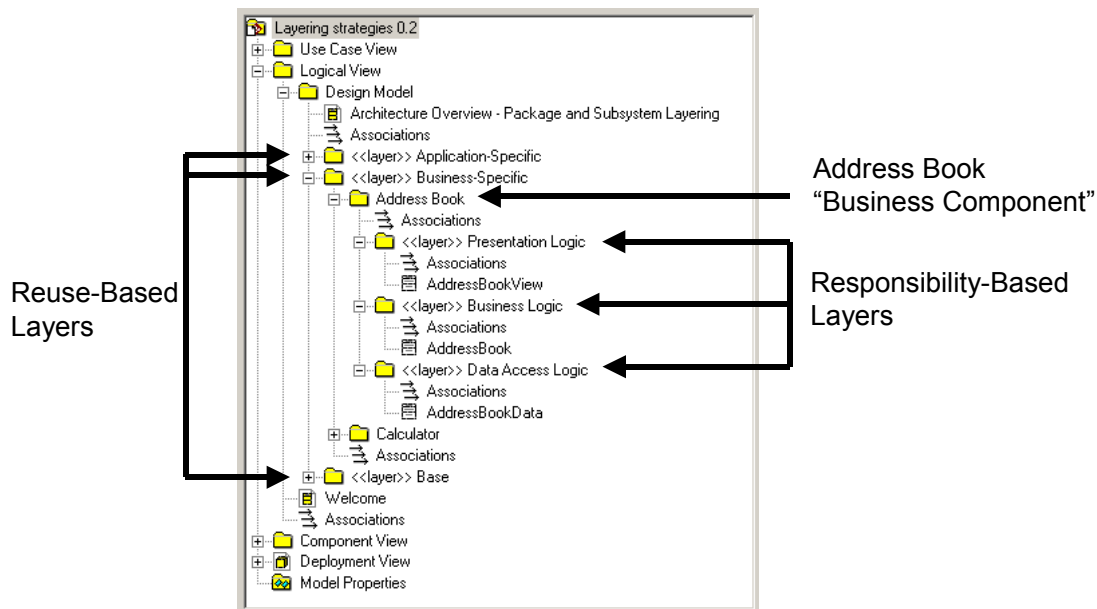 Layering strategies 0.2
Use Case View
Logical View
Design Model
Architecture Overview - Package and Subsystem Layering
Associations
<<layer>> Application-Specific
<<layer>> Business-Specific
Address Book
Associations
<<layer>> Presentation Logic
Associations
AddressBookView
<<layer>> Business Logic
Associations
AddressBook
<<layer>> Data Access Logic
Associations
AddressBookData
Calculator
Associations
<<layer>> Base
Welcome
Associations
Component View
Deployment View
Model Properties
Reuse-Based
Layers
Address Book
“Business Component”
Responsibility-Based
Layers